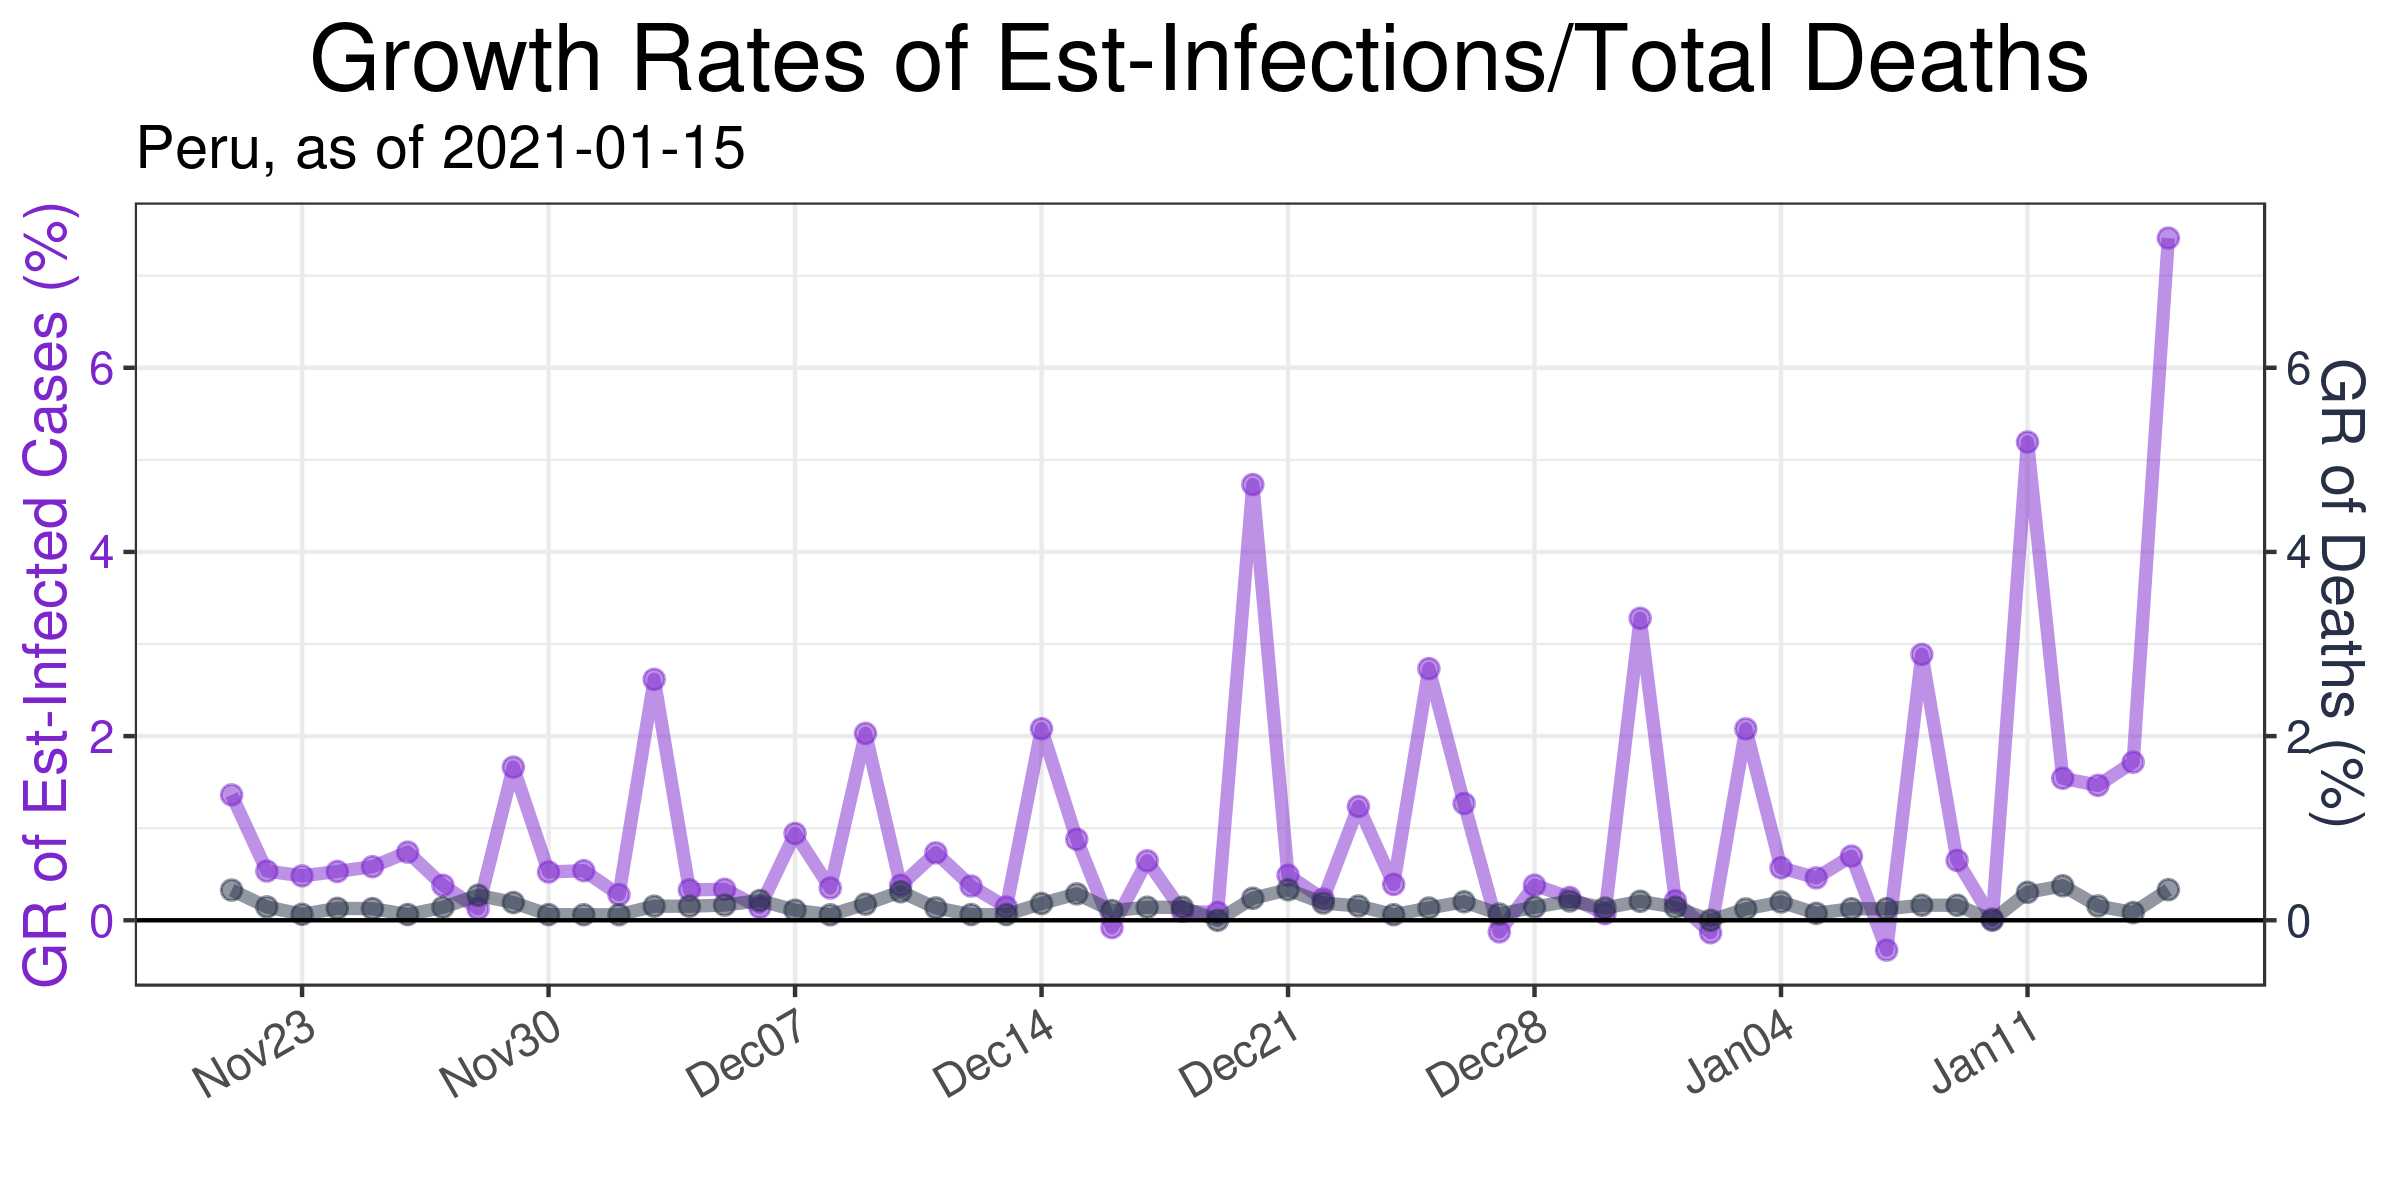 Growth Rates of Est-Infections/Total Deaths
Peru, as of 2021-01-15
GR of Est-Infected Cases (%)
6
4
2
0
6
4
2
0
GR of Deaths (%)
Nov23
Nov30
Dec07
Dec14
Dec21
Dec28
Jan04
Jan11